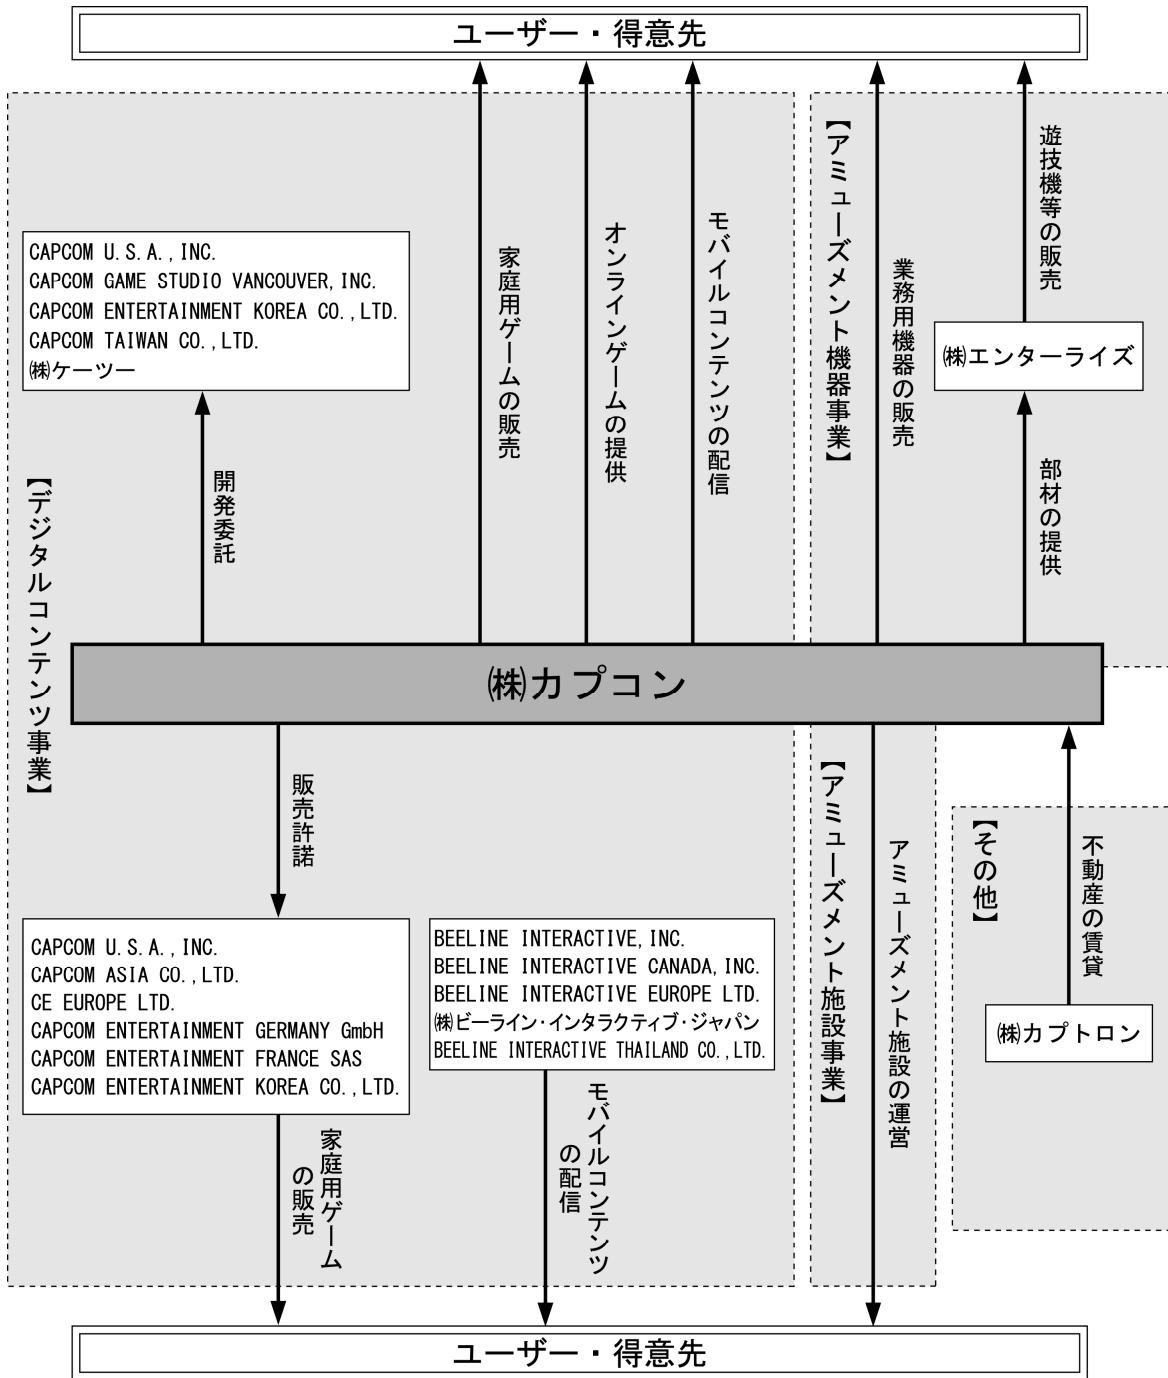 ユーザー・得意先
【デジタルコンテンツ事業】
CAPCOM U.S.A.,INC.
CAPCOM GAME STUDIO VANCOUVER,INC.
CAPCOM ENTERTAINMENT KOREA CO.,LTD.
CAPCOM TAIWAN CO.,LTD.
㈱ケーツー
開発委託
家庭用ゲームの販売
オンラインゲームの提供
モバイルコンテンツの配信
【アミューズメント機器事業】
業務用機器の販売
遊技機等の販売
㈱エンターライズ
部材の提供
㈱カプコン
販売許諾
CAPCOM U.S.A.,INC.
CAPCOM ASIA CO.,LTD.
CE EUROPE LTD.
CAPCOM ENTERTAINMENT GERMANY GmbH
CAPCOM ENTERTAINMENT FRANCE SAS
CAPCOM ENTERTAINMENT KOREA CO.,LTD.
家庭用ゲーム
の販売
BEELINE INTERACTIVE,INC.
BEELINE INTERACTIVE CANADA,INC.
BEELINE INTERACTIVE EUROPE LTD.
㈱ビーライン・インタラクティブ・ジャパン
BEELINE INTERACTIVE THAILAND CO.,LTD.
モバイルコンテンツ
の配信
【アミューズメント施設事業】
アミューズメント施設の運営
【その他】
不動産の賃貸
㈱カプトロン
ユーザー・得意先